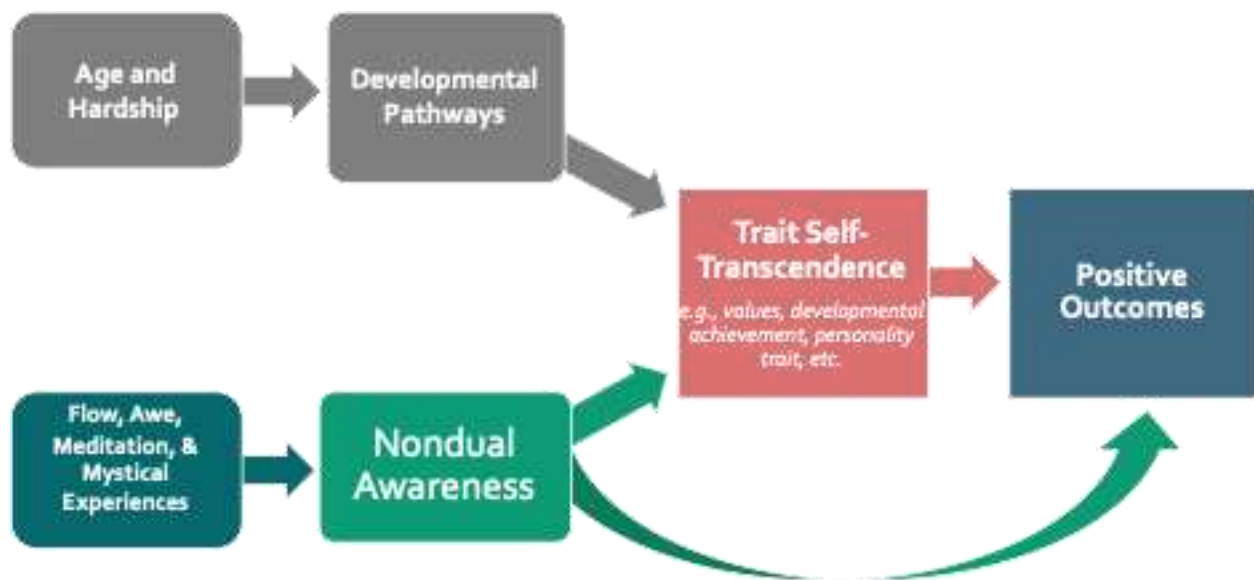 Age and
Hardship
Developmental
Pathways
Trait Self-
Transcendence
e.g., values, developmental
achievement, personality
trait, etc.
Positive
Outcomes
Flow, Awe,
Meditation, &
Mystical
Experiences
Nondual
Awareness